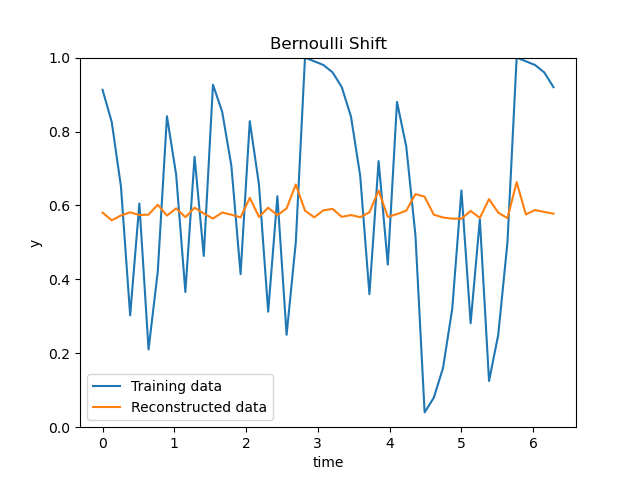 Bernoulli Shift
1.0
0.8
0.6
0.4
0.2
0.0
y
Training data
Reconstructed data
0 1 2 3 4 5 6
time